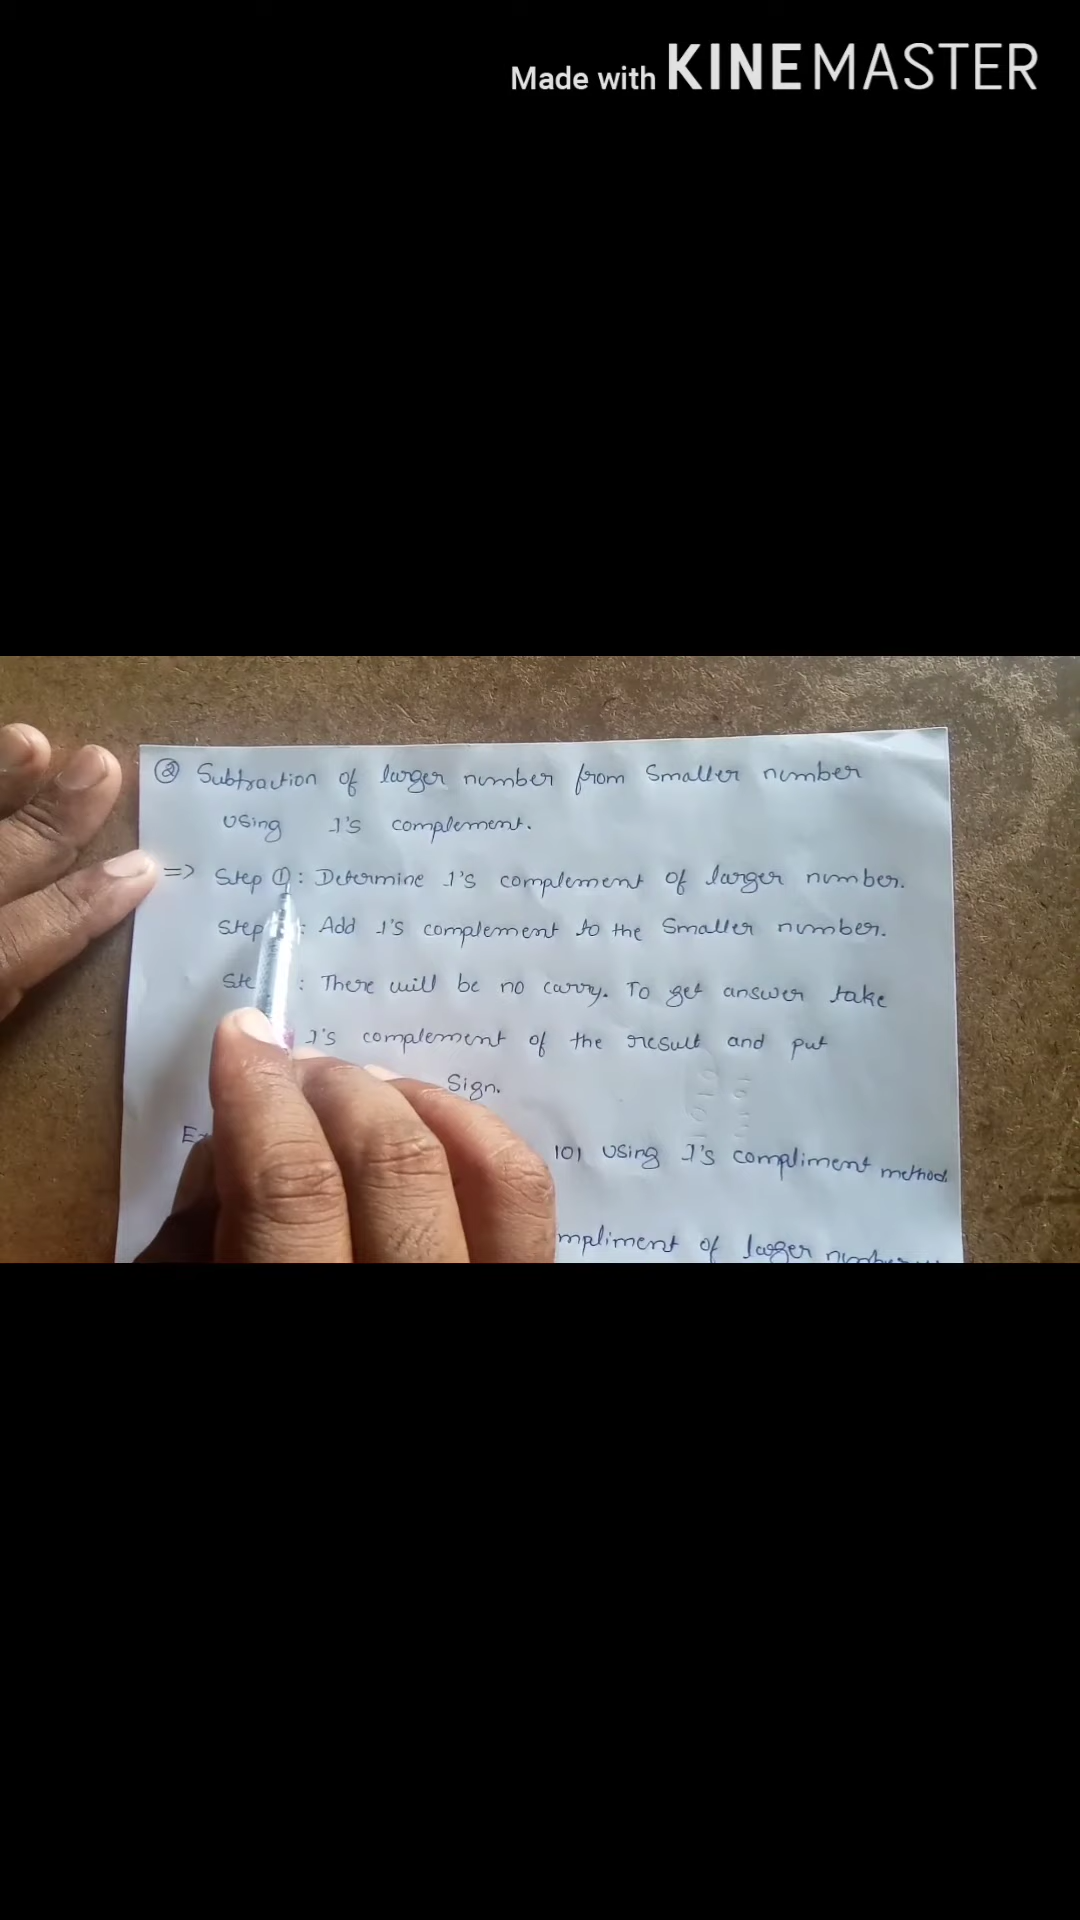 Made with KINEMASTER
② Subtraction of larger number from Smaller number
using 1's complement.
=> Step ①: Determine 1's complement of larger number.
Step : Add 1's complement to the Smaller number.
Ste : There will be no carry. To get answer take
1's complement of the result and put
Sign.
101 using 1's compliment method.
mpliment of larger number